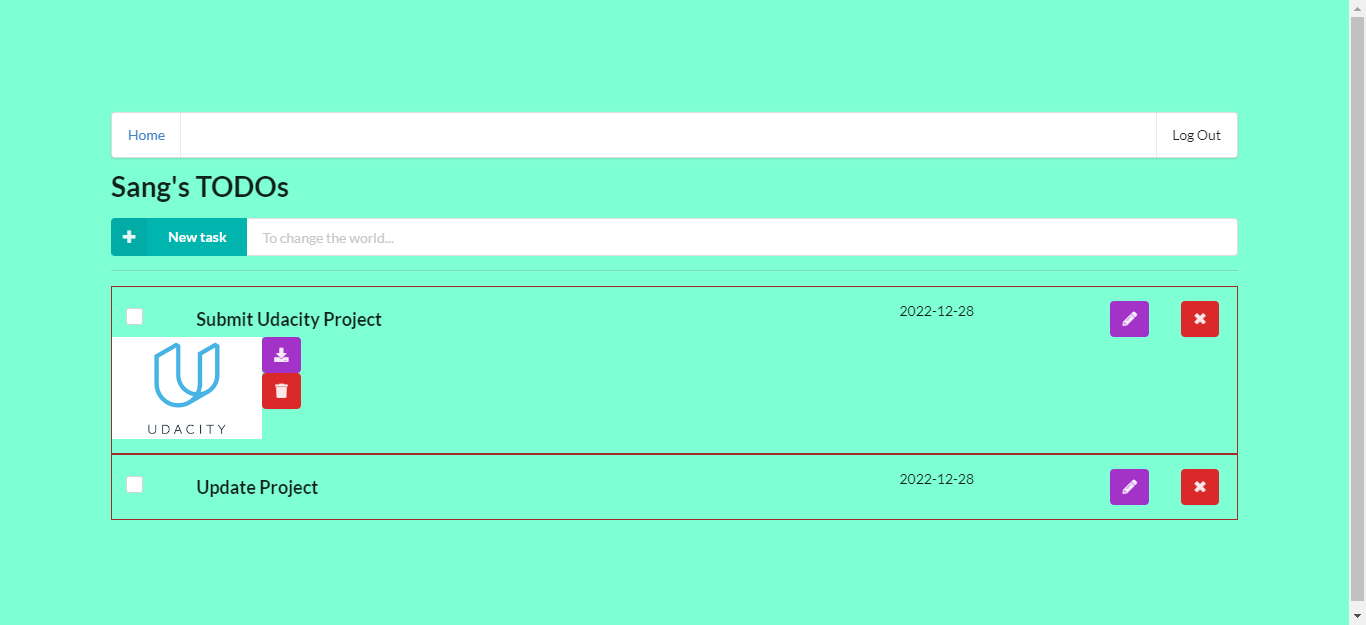 Home
Log Out
Sang's TODOs
New task
To change the world...
Submit Udacity Project
2022-12-28
UDACITY
Update Project
2022-12-28